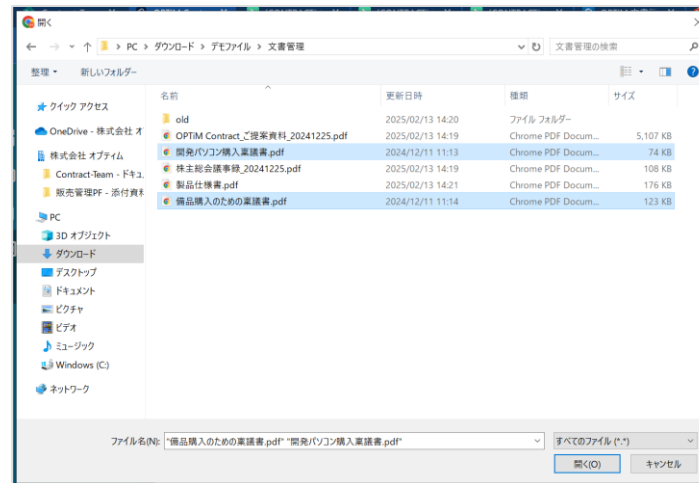 開く
PC > ダウンロード > デモファイル > 文書管理
文書管理の検索
整理 新しいフォルダー
名前 更新日時 種類 サイズ
クイック アクセス
OneDrive - 株式会社 オ
株式会社 オプティム
Contract-Team - ドキュ
販売管理PF - 添付資料
PC
3D オブジェクト
ダウンロード
デスクトップ
ドキュメント
ピクチャ
ビデオ
ミュージック
Windows (C:)
ネットワーク
old 2025/02/13 14:20 ファイル フォルダー
OPTiM Contract_ご提案資料_20241225.pdf 2025/02/13 14:19 Chrome PDF Docum... 5,107 KB
開発パソコン購入稟議書.pdf 2024/12/11 11:13 Chrome PDF Docum... 74 KB
株主総会議事録_20241225.pdf 2025/02/13 14:19 Chrome PDF Docum... 108 KB
製品仕様書.pdf 2025/02/13 14:21 Chrome PDF Docum... 176 KB
備品購入のための稟議書.pdf 2024/12/11 11:14 Chrome PDF Docum... 123 KB
ファイル名(N): "備品購入のための稟議書.pdf" "開発パソコン購入稟議書.pdf" すべてのファイル (*.*)
開く(O) キャンセル